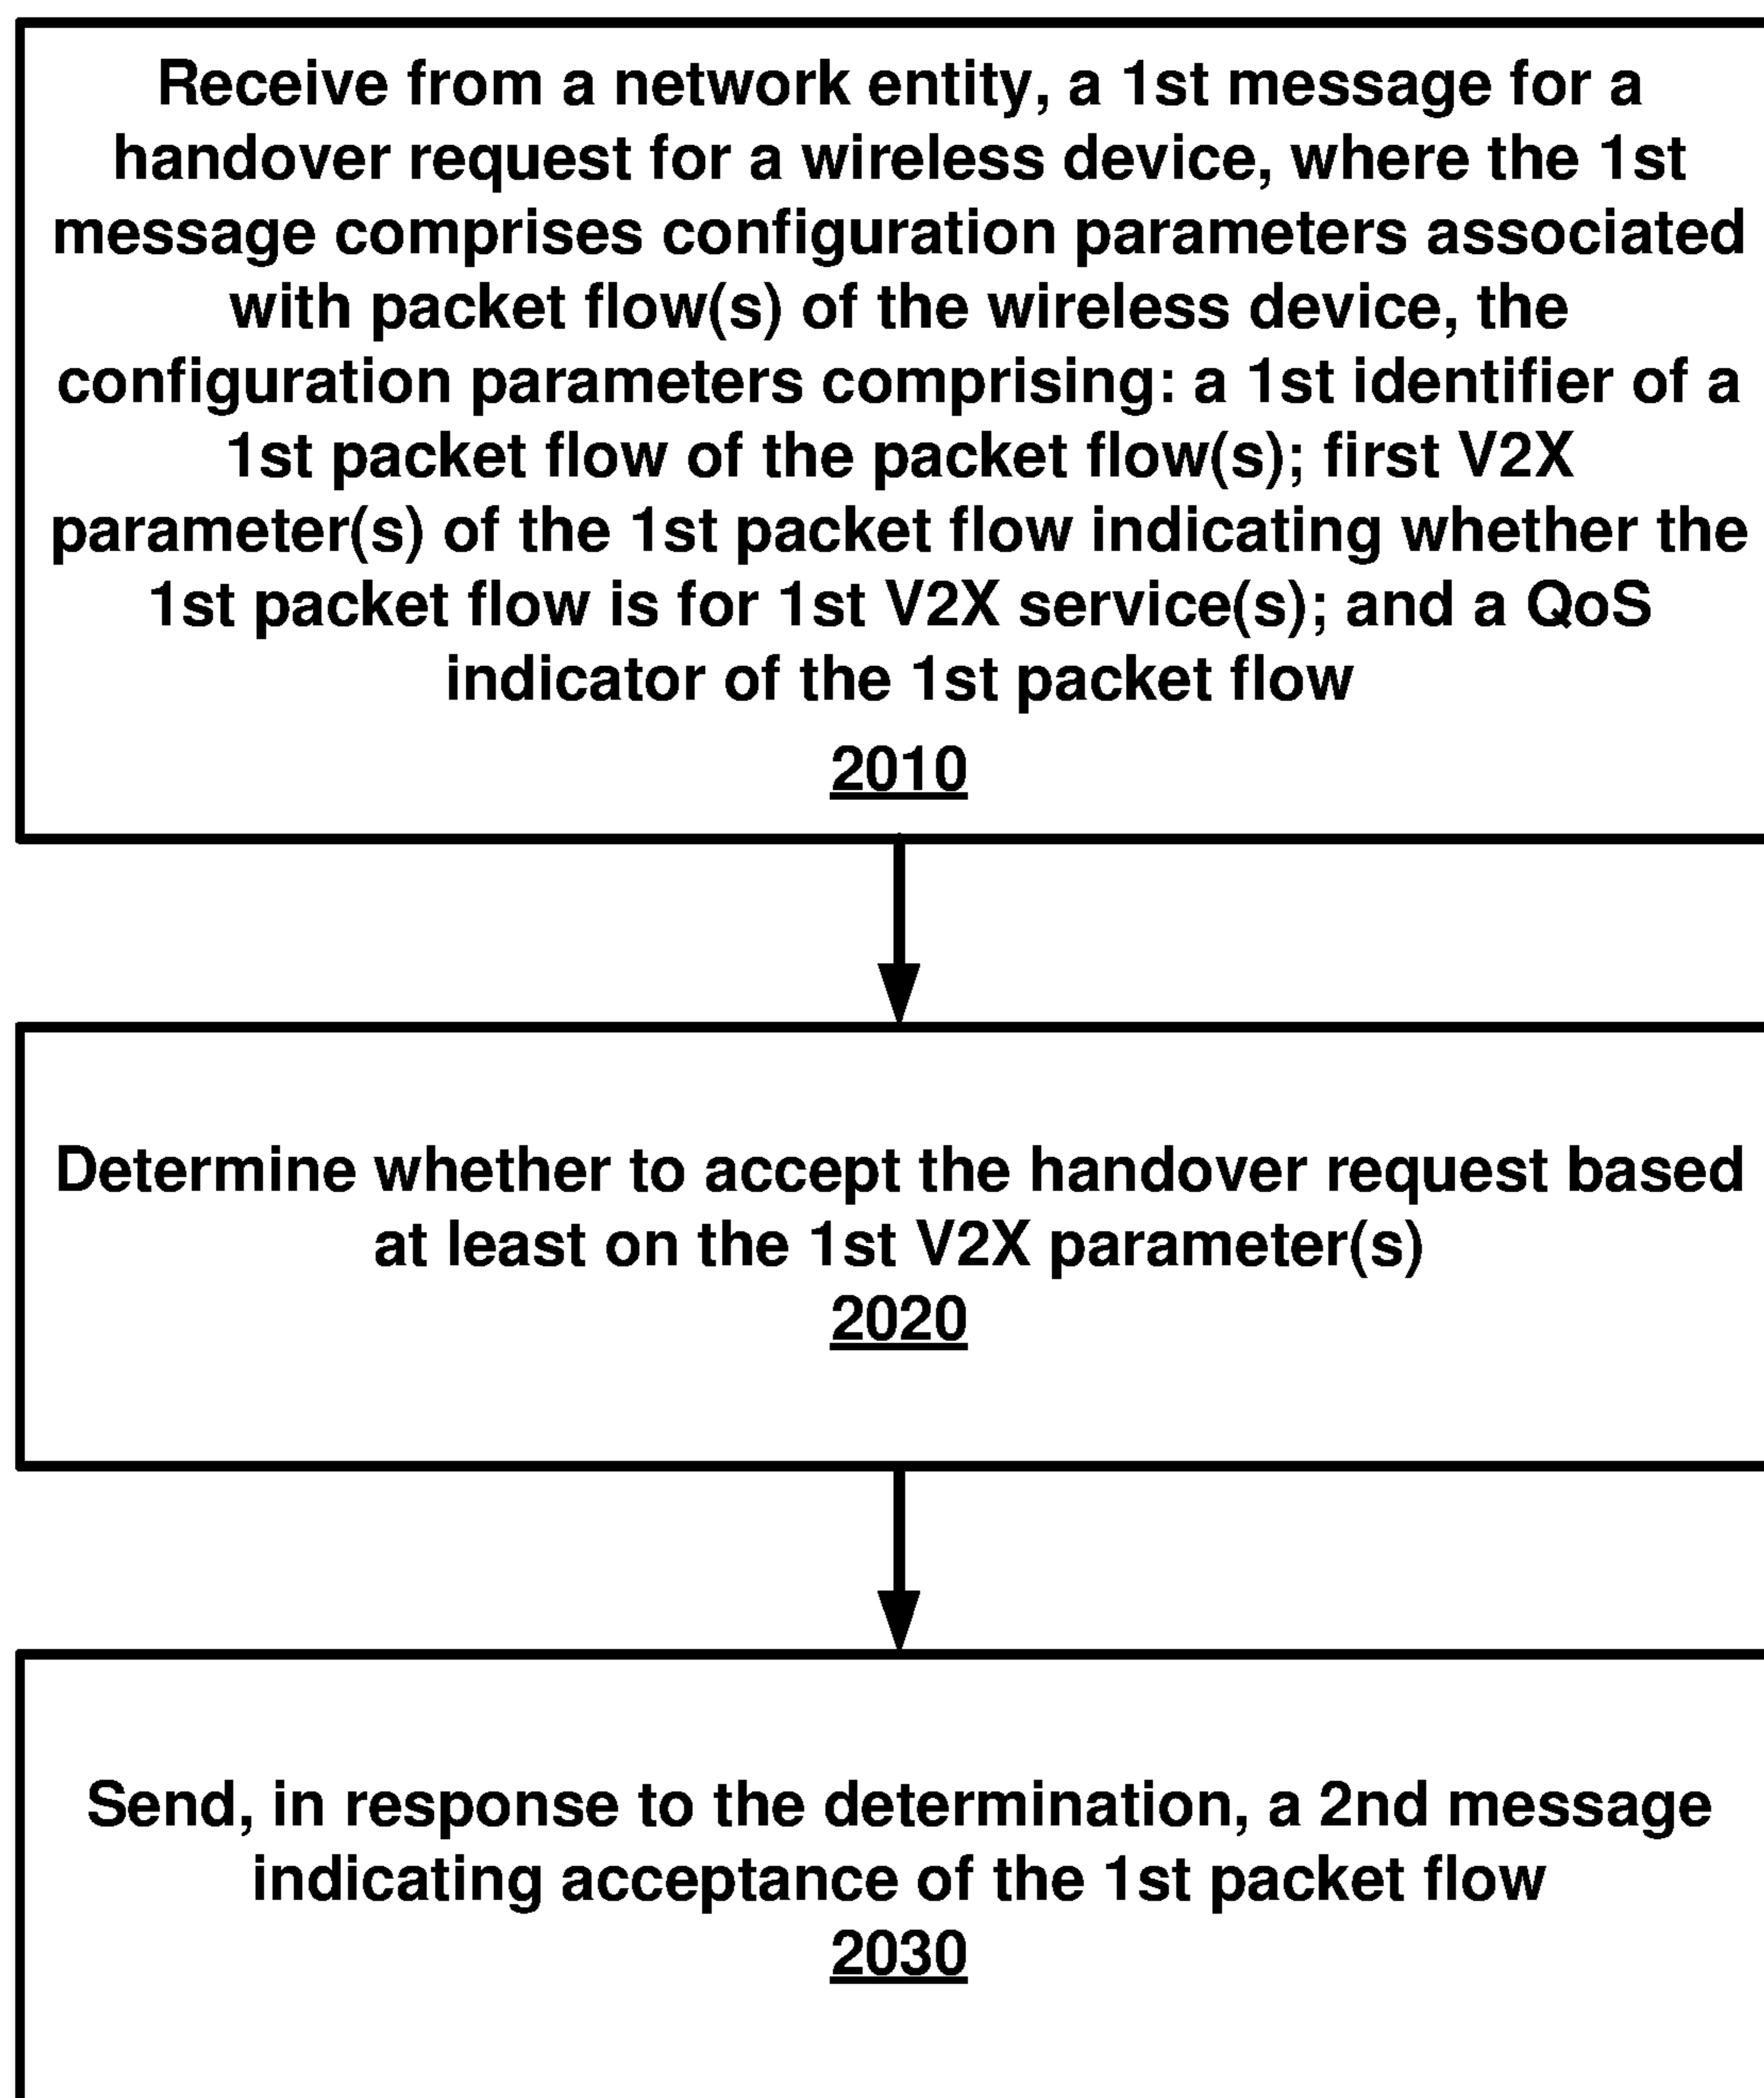 Receive from a network entity, a 1st message for a
handover request for a wireless device, where the 1st
message comprises configuration parameters associated
with packet flow(s) of the wireless device, the
configuration parameters comprising: a 1st identifier of a
1st packet flow of the packet flow(s); first V2X
parameter(s) of the 1st packet flow indicating whether the
1st packet flow is for 1st V2X service(s); and a QoS
indicator of the 1st packet flow
2010
Determine whether to accept the handover request based
at least on the 1st V2X parameter(s)
2020
Send, in response to the determination, a 2nd message
indicating acceptance of the 1st packet flow
2030